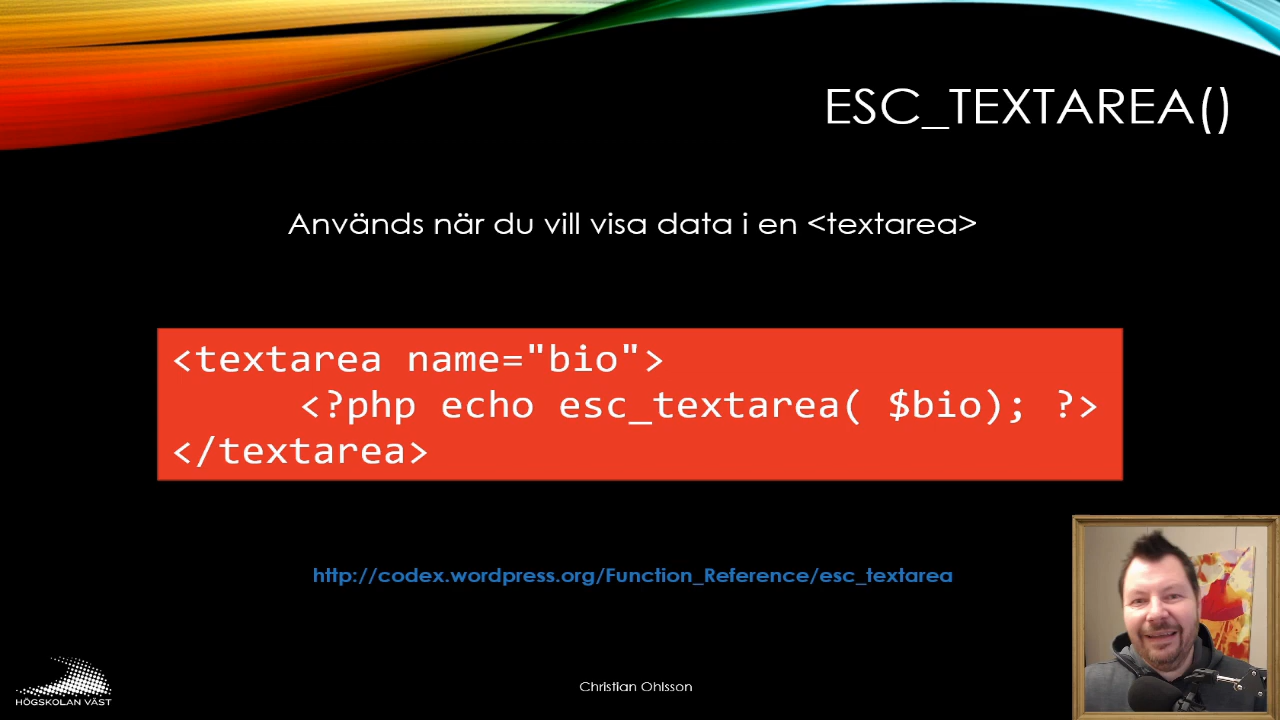 ESC_TEXTAREA()
Används när du vill visa data i en <textarea>
<textarea name="bio">
<?php echo esc_textarea( $bio); ?>
</textarea>
http://codex.wordpress.org/Function_Reference/esc_textarea
HÖGSKOLAN VÄST
Christian Ohlsson